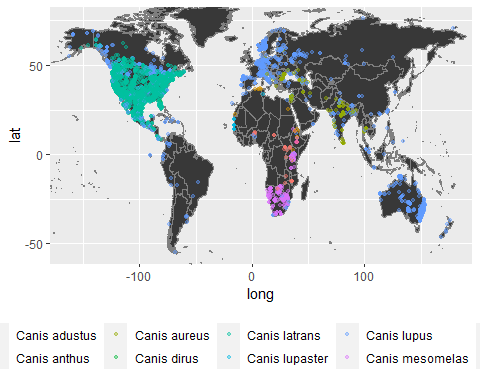 50
0
-50
lat
-100
0
100
long
Canis adustus
Canis aureus
Canis latrans
Canis lupus
Canis anthus
Canis dirus
Canis lupaster
Canis mesomelas